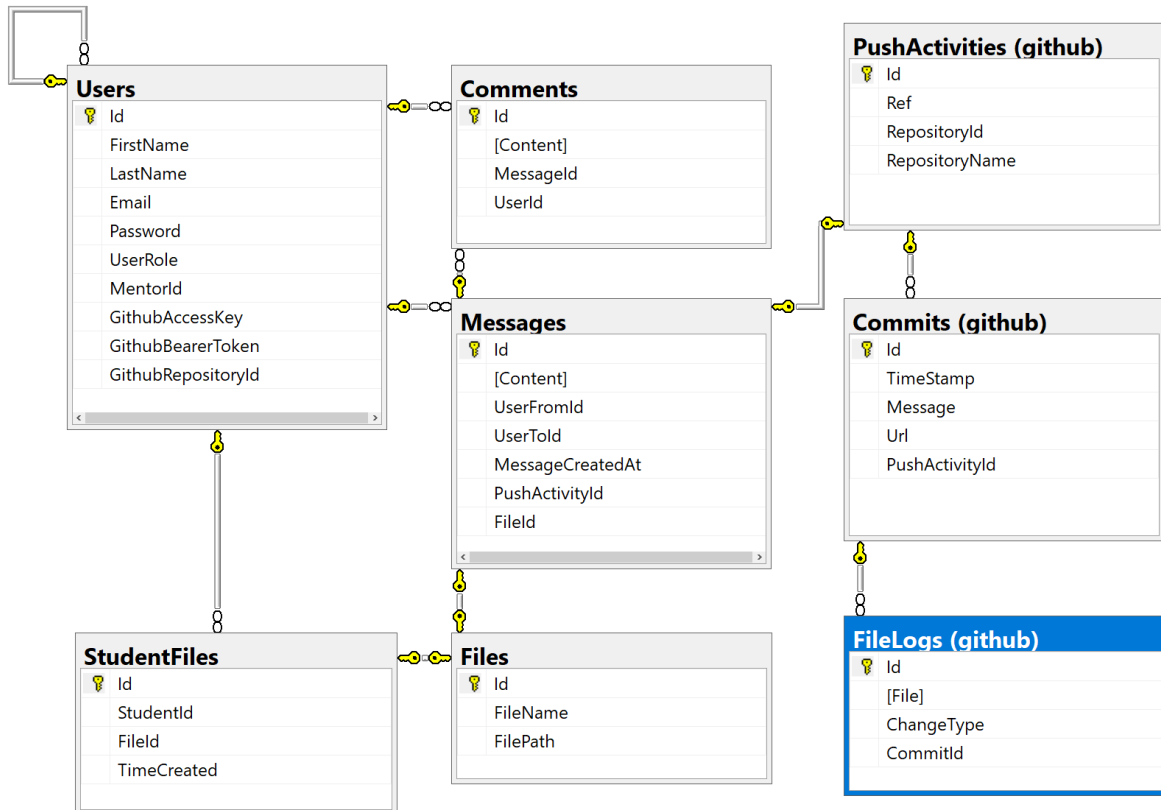 Users
Id
FirstName
LastName
Email
Password
UserRole
MentorId
GithubAccessKey
GithubBearerToken
GithubRepositoryId
Comments
Id
[Content]
MessageId
UserId
PushActivities (github)
Id
Ref
RepositoryId
RepositoryName
Messages
Id
[Content]
UserFromId
UserToId
MessageCreatedAt
PushActivityId
FileId
Commits (github)
Id
TimeStamp
Message
Url
PushActivityId
StudentFiles
Id
StudentId
FileId
TimeCreated
Files
Id
FileName
FilePath
FileLogs (github)
Id
[File]
ChangeType
CommitId